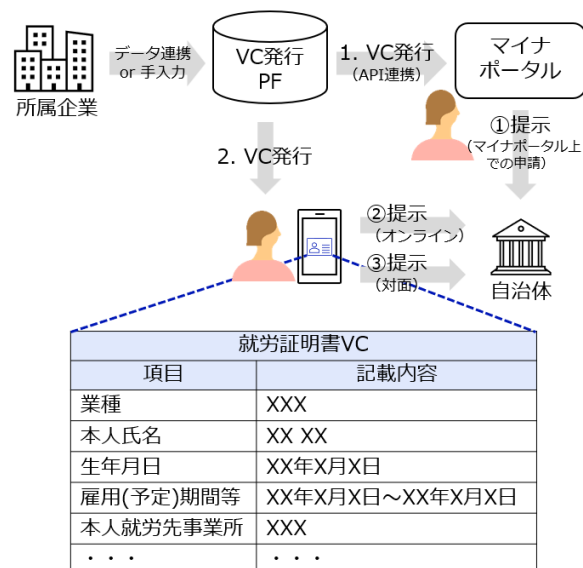 データ連携
or 手入力
所属企業
VC発行
PF
1. VC発行
（API連携）
マイナ
ポータル
①提示
（マイナポータル上
での申請）
2. VC発行
②提示
（オンライン）
③提示
（対面）
自治体
就労証明書VC
項目 記載内容
業種 XXX
本人氏名 XX XX
生年月日 XX年X月X日
雇用(予定)期間等 XX年X月X日～XX年X月X日
本人就労先事業所 XXX
・・・ ・・・